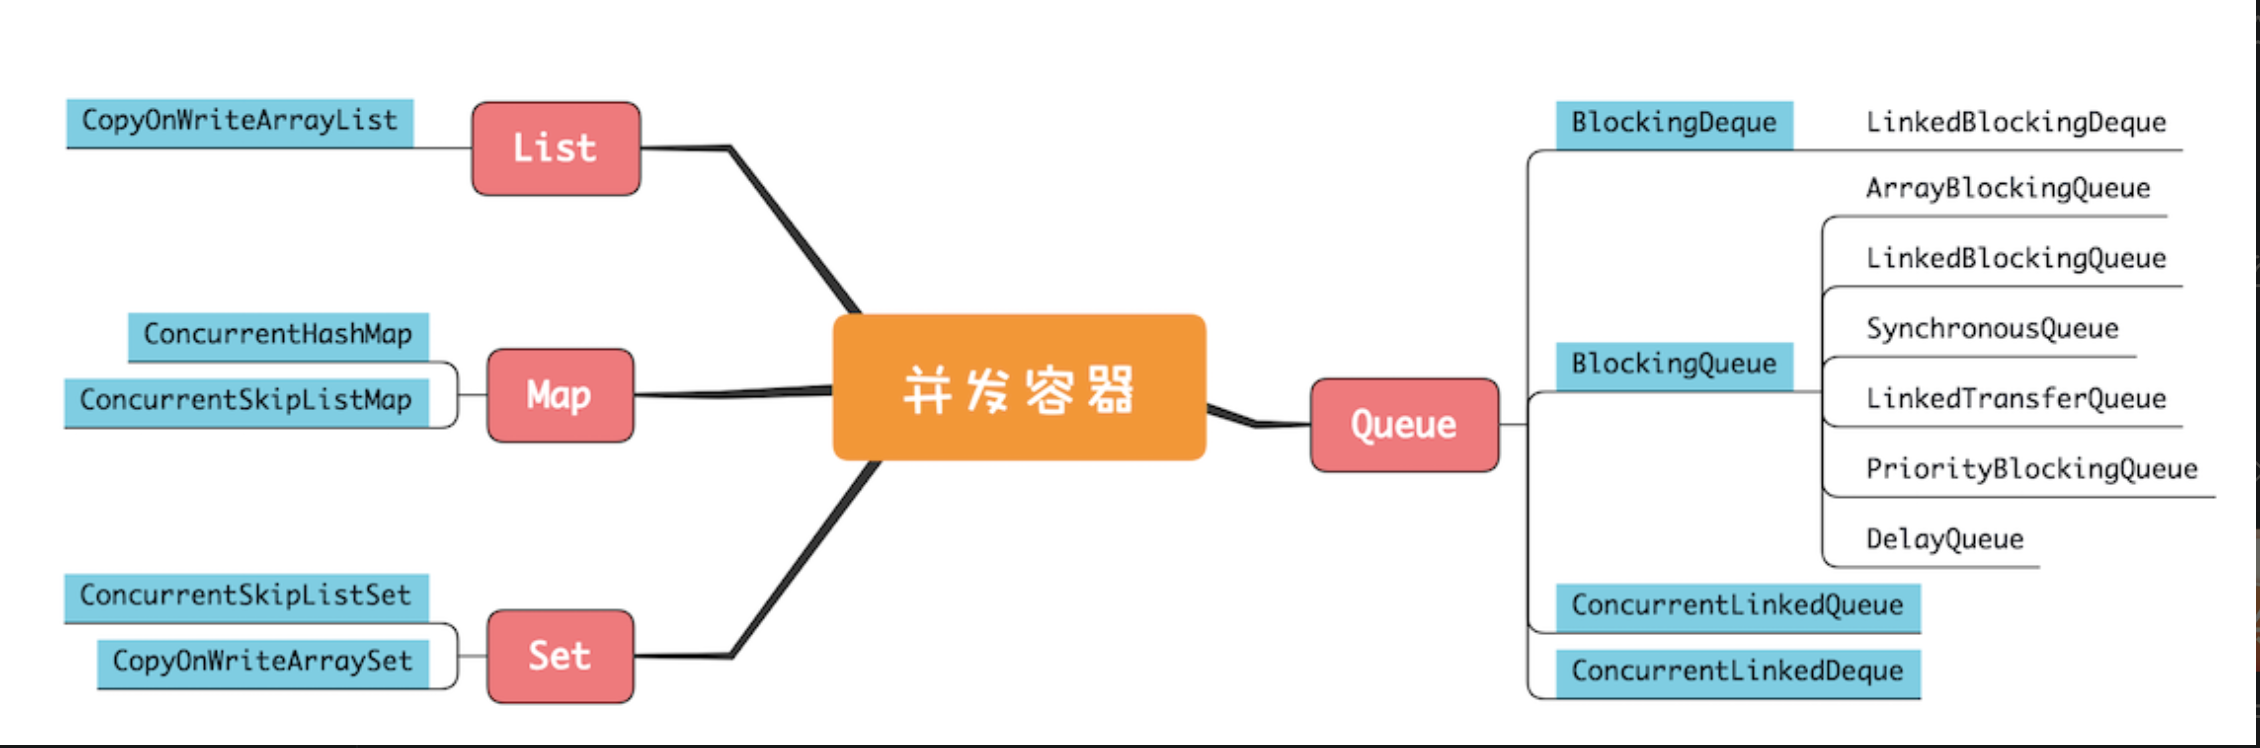 并发容器
List
CopyOnWriteArrayList
Map
ConcurrentHashMap
ConcurrentSkipListMap
Set
ConcurrentSkipListSet
CopyOnWriteArraySet
Queue
BlockingDeque
LinkedBlockingDeque
BlockingQueue
ArrayBlockingQueue
LinkedBlockingQueue
SynchronousQueue
LinkedTransferQueue
PriorityBlockingQueue
DelayQueue
ConcurrentLinkedQueue
ConcurrentLinkedDeque